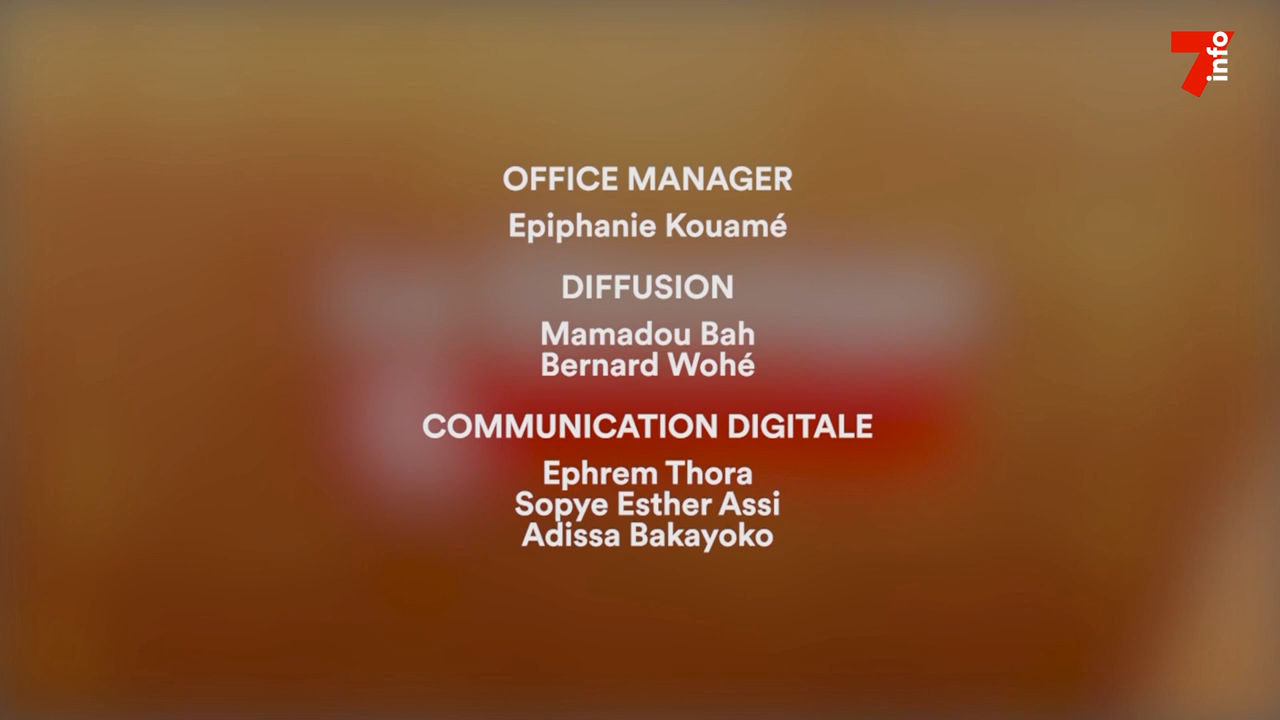 7info
OFFICE MANAGER
Epiphanie Kouamé
DIFFUSION
Mamadou Bah
Bernard Wohé
COMMUNICATION DIGITALE
Ephrem Thora
Sopye Esther Assi
Adissa Bakayoko